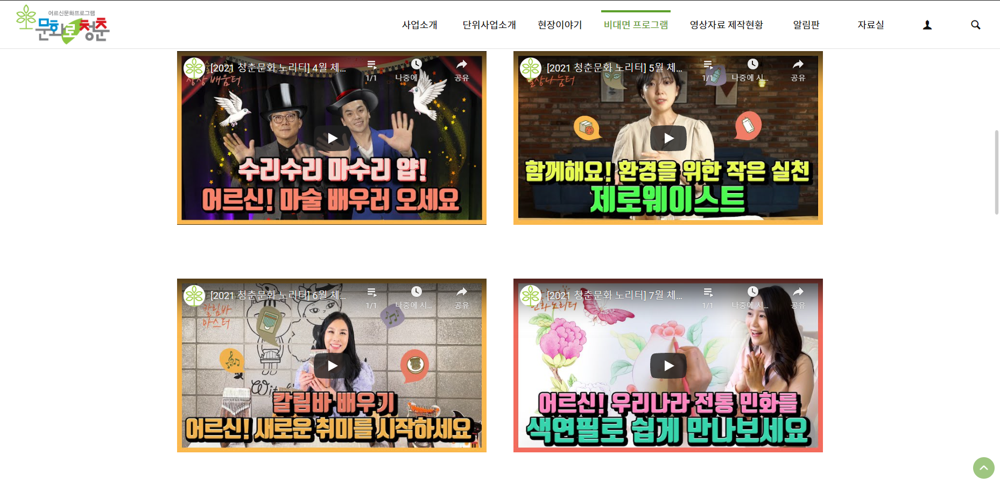 어르신문화프로그램
문화로청춘
사업소개
단위사업소개
현장이야기
비대면 프로그램
영상자료 제작현황
알림판
자료실
[2021 청춘문화 노리터] 4월 체...
1/1
나중에 시...
공유
상상 배움터
수리수리 마수리 얍!
어르신! 마술 배우러 오세요
[2021 청춘문화 노리터] 5월 체...
1/1
나중에 시...
공유
일상나눔터
함께해요! 환경을 위한 작은 실천
제로웨이스트
[2021 청춘문화 노리터] 6월 체...
1/1
나중에 시...
공유
칼림바
마스터
With
칼림바 배우기
어르신! 새로운 취미를 시작하세요
[2021 청춘문화 노리터] 7월 체...
1/1
나중에 시...
공유
문화노리터
어르신! 우리나라 전통 민화를
색연필로 쉽게 만나보세요